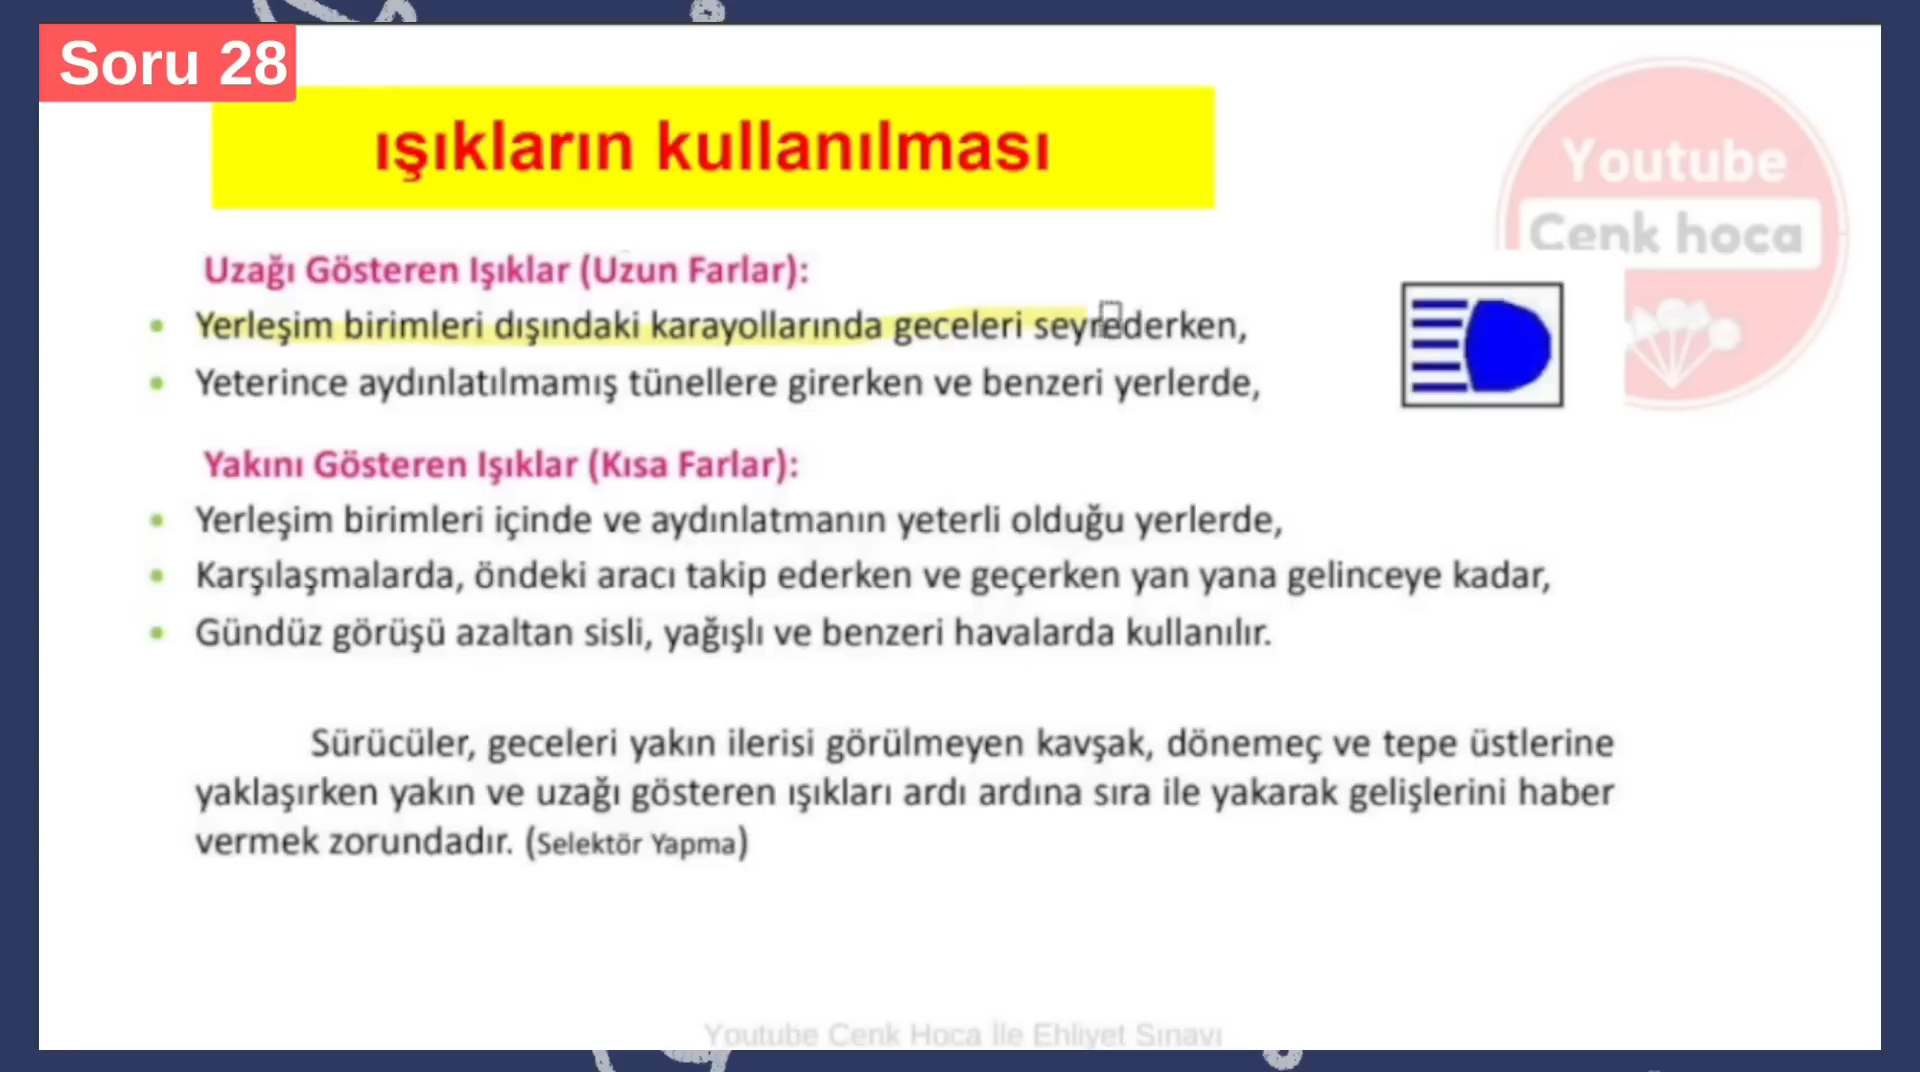 Soru 28
ışıkların kullanılması
Youtube
Cenk hoca
Uzağı Gösteren Işıklar (Uzun Farlar):
• Yerleşim birimleri dışındaki karayollarında geceleri seyrederken,
• Yeterince aydınlatılmamış tünellere girerken ve benzeri yerlerde,
Yakını Gösteren Işıklar (Kısa Farlar):
• Yerleşim birimleri içinde ve aydınlatmanın yeterli olduğu yerlerde,
• Karşılaşmalarda, öndeki aracı takip ederken ve geçerken yan yana gelinceye kadar,
• Gündüz görüşü azaltan sisli, yağışlı ve benzeri havalarda kullanılır.
Sürücüler, geceleri yakın ilerisi görülmeyen kavşak, dönemeç ve tepe üstlerine
yaklaşırken yakın ve uzağı gösteren ışıkları ardı ardına sıra ile yakarak gelişlerini haber
vermek zorundadır. (Selektör Yapma)
Youtube Cenk Hoca İle Ehliyet Sınavı